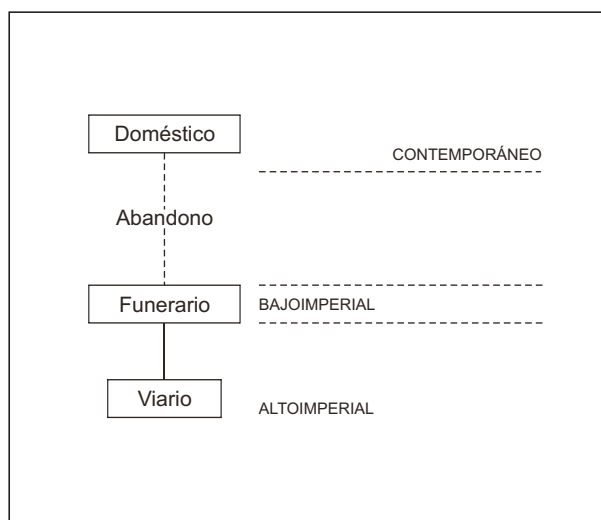 Doméstico
CONTEMPORÁNEO
Abandono
Funerario
BAJOIMPERIAL
Viario
ALTOIMPERIAL